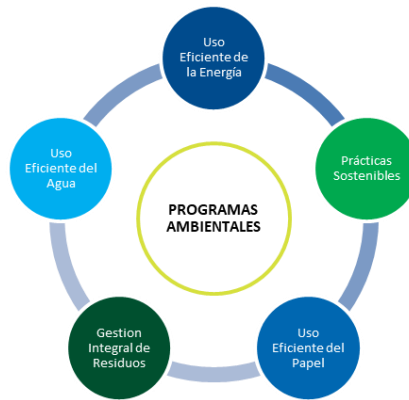 Uso
Eficiente de
la Energía
Prácticas
Sostenibles
Uso
Eficiente del
Papel
Gestion
Integral de
Residuos
Uso
Eficiente del
Agua
PROGRAMAS
AMBIENTALES